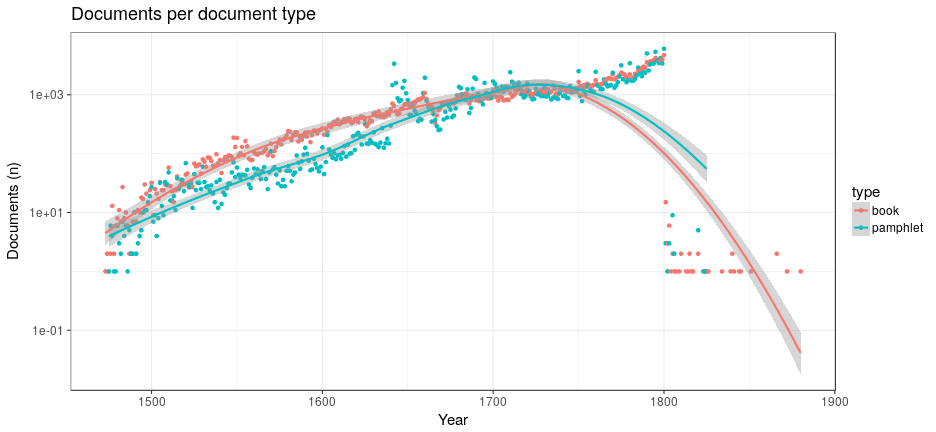 Documents per document type
Documents (n)
1e+03
1e+01
1e-01
1500
1600
1700
1800
1900
Year
type
book
pamphlet